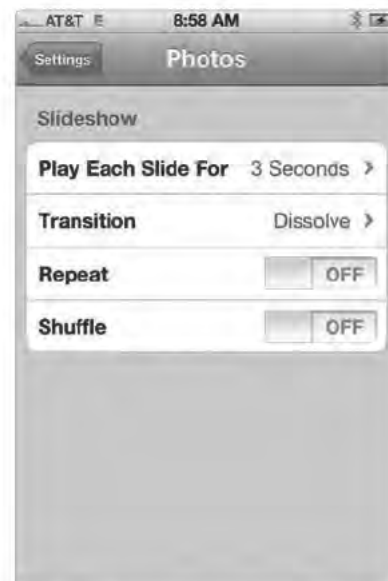 AT&T E 8:58 AM
Settings Photos
Slideshow
Play Each Slide For 3 Seconds >
Transition Dissolve >
Repeat OFF
Shuffle OFF